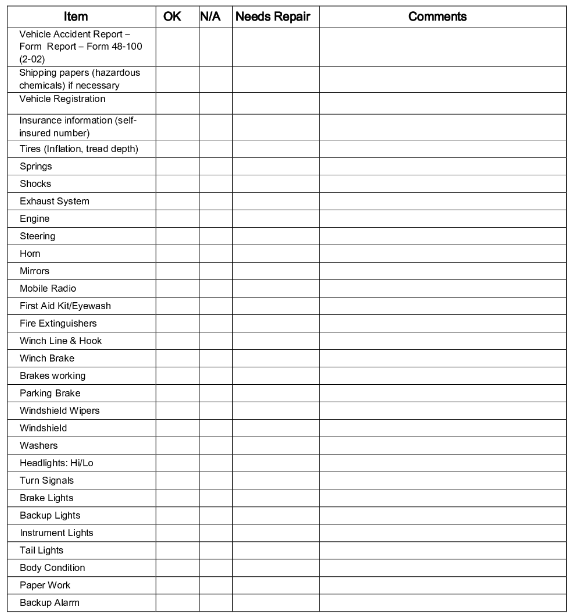 Item OK N/A Needs Repair Comments
Vehicle Accident Report –
Form Report – Form 48-100
(2-02)
Shipping papers (hazardous
chemicals) if necessary
Vehicle Registration
Insurance information (self-
insured number)
Tires (Inflation, tread depth)
Springs
Shocks
Exhaust System
Engine
Steering
Horn
Mirrors
Mobile Radio
First Aid Kit/Eyewash
Fire Extinguishers
Winch Line & Hook
Winch Brake
Brakes working
Parking Brake
Windshield Wipers
Windshield
Washers
Headlights: Hi/Lo
Turn Signals
Brake Lights
Backup Lights
Instrument Lights
Tail Lights
Body Condition
Paper Work
Backup Alarm